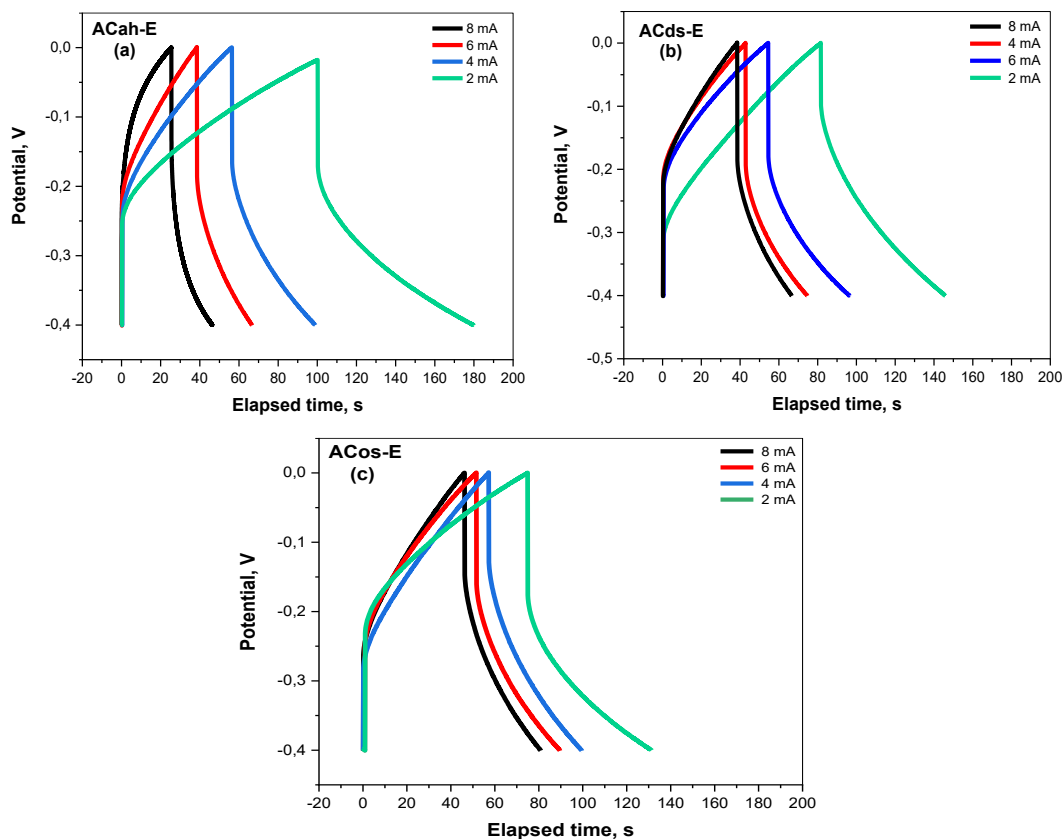 ACah-E
(a)
8 mA
6 mA
4 mA
2 mA
0,0
-0,1
-0,2
-0,3
-0,4
Potential, V
-20 0 20 40 60 80 100 120 140 160 180 200
Elapsed time, s
ACds-E
(b)
8 mA
4 mA
6 mA
2 mA
0,0
-0,1
-0,2
-0,3
-0,4
-0,5
Potential, V
-20 0 20 40 60 80 100 120 140 160 180 200
Elapsed time, s
ACos-E
(c)
8 mA
6 mA
4 mA
2 mA
0,0
-0,1
-0,2
-0,3
-0,4
Potential, V
-20 0 20 40 60 80 100 120 140 160 180 200
Elapsed time, s